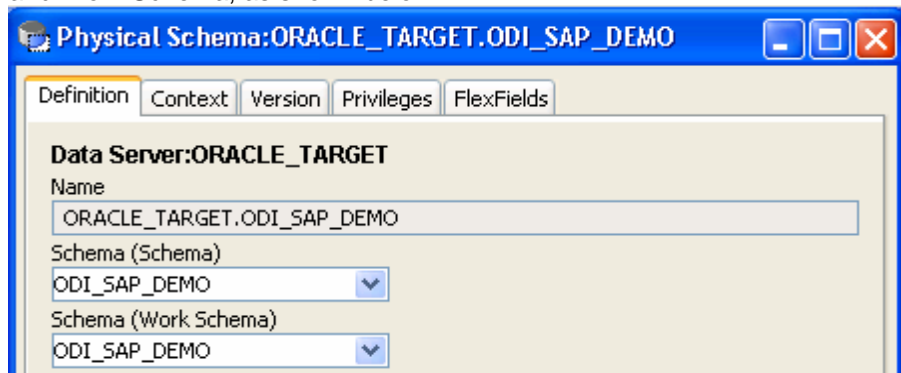 Physical Schema:ORACLE_TARGET.ODI_SAP_DEMO
Definition Context Version Privileges FlexFields
Data Server:ORACLE_TARGET
Name
ORACLE_TARGET.ODI_SAP_DEMO
Schema (Schema)
ODI_SAP_DEMO
Schema (Work Schema)
ODI_SAP_DEMO